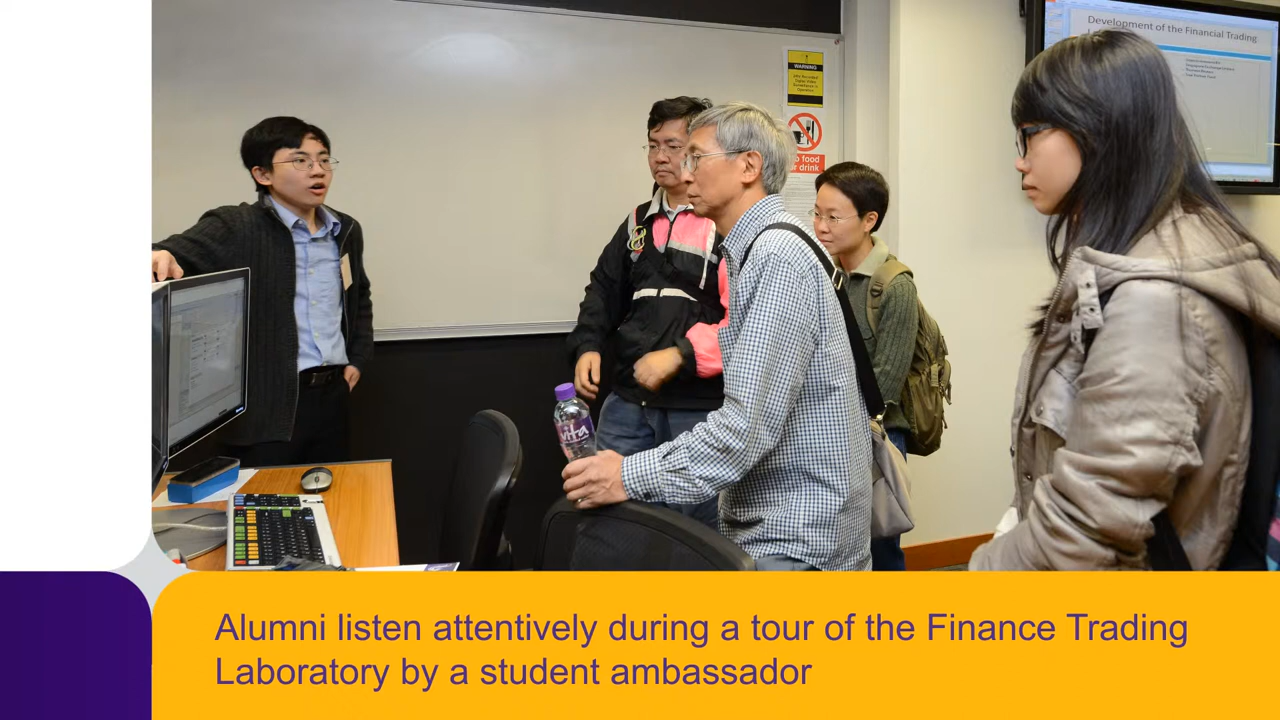 Development of the Financial Trading
WARNING
food
or drink
vita
Alumni listen attentively during a tour of the Finance Trading
Laboratory by a student ambassador